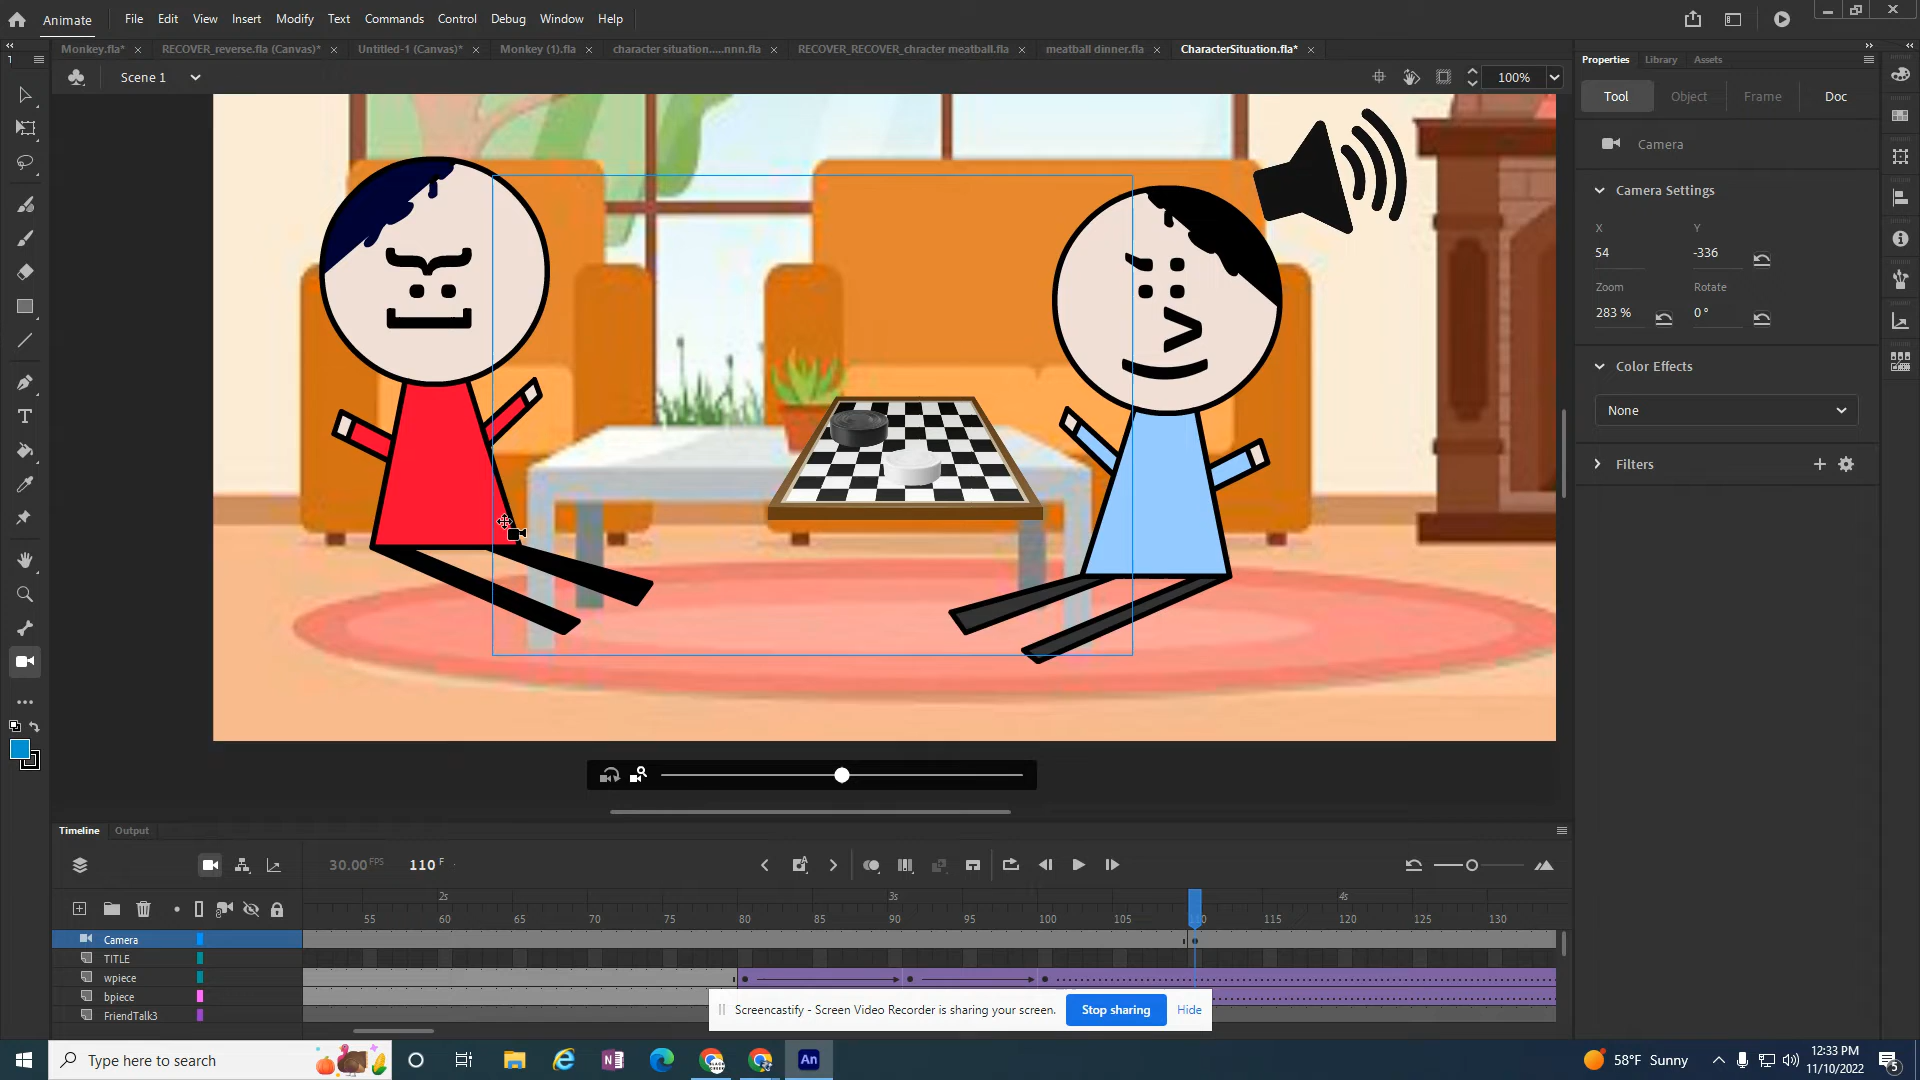 Animate File Edit View Insert Modify Text Commands Control Debug Window Help
Monkey.fla* × RECOVER_reverse.fla (Canvas)* × Untitled-1 (Canvas)* × Monkey (1).fla × character situation.....nnn.fla × RECOVER_RECOVER_chracter meatball.fla × meatball dinner.fla × CharacterSituation.fla* ×
Scene 1 100%
Properties Library Assets
Tool Object Frame Doc
Camera
Camera Settings
X Y
54 -336
Zoom Rotate
283 % 0°
Color Effects
None
Filters
Timeline Output
30.00 FPS 110 F
2s 3s 4s
55 60 65 70 75 80 85 90 95 100 105 110 115 120 125 130
Camera
TITLE
wpiece
bpiece
FriendTalk3
Screencastify - Screen Video Recorder is sharing your screen. Stop sharing Hide
Type here to search
An
58°F Sunny
12:33 PM
11/10/2022
5